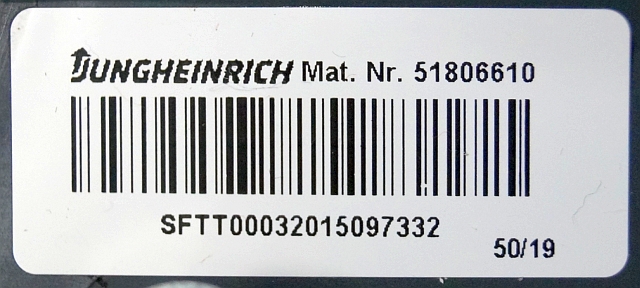 JUNGHEINRICH Mat. Nr. 51806610
SFTT00032015097332
50/19